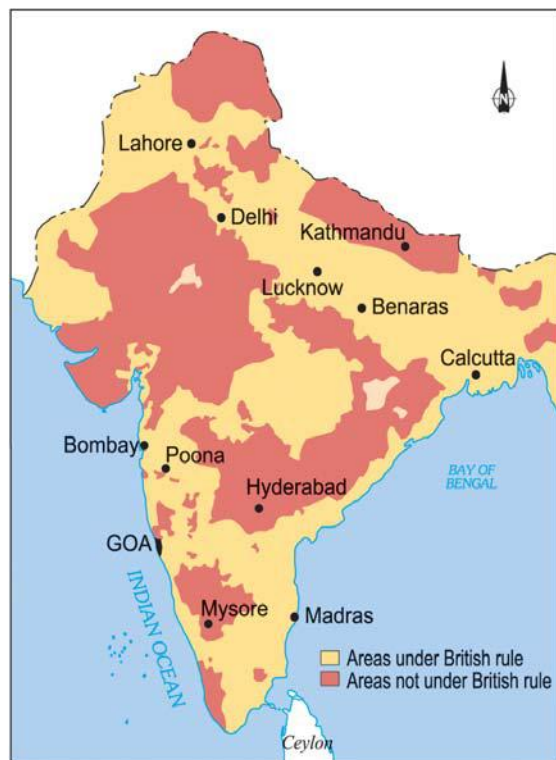 N
Lahore
Delhi
Kathmandu
Lucknow
Benaras
Calcutta
Bombay
Poona
BAY OF
BENGAL
Hyderabad
GOA
INDIAN OCEAN
Mysore
Madras
Areas under British rule
Areas not under British rule
Ceylon